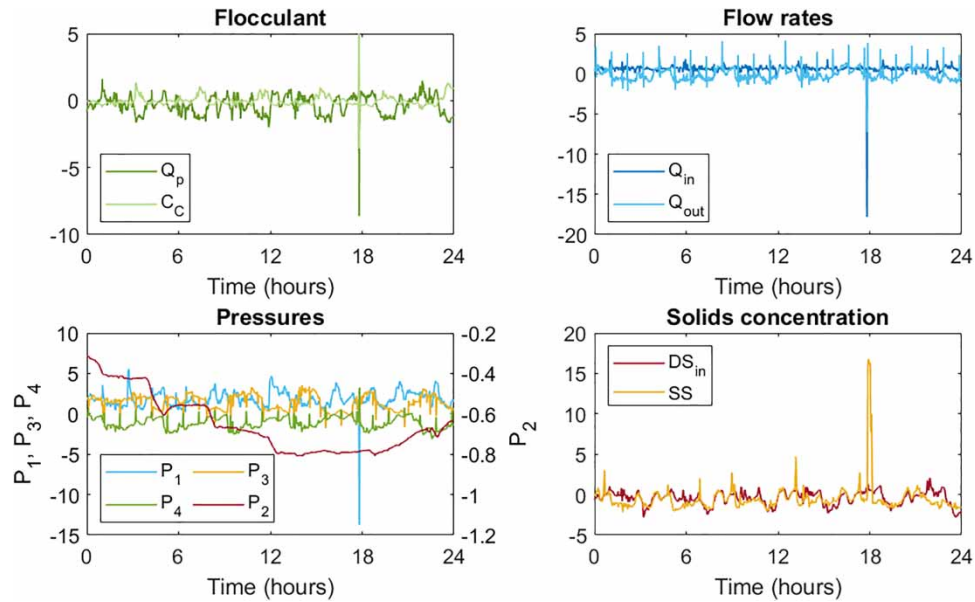 Flocculant
5
0
-5
-10
Q_p
C_C
0 6 12 18 24
Time (hours)
Flow rates
5
0
-5
-10
-15
-20
Q_in
Q_out
0 6 12 18 24
Time (hours)
Pressures
P_1, P_3, P_4
10
5
0
-5
-10
-15
P_1 P_3
P_4 P_2
-0.2
-0.4
-0.6
-0.8
-1
-1.2
P_2
0 6 12 18 24
Time (hours)
Solids concentration
20
15
10
5
0
-5
DS_in
SS
0 6 12 18 24
Time (hours)